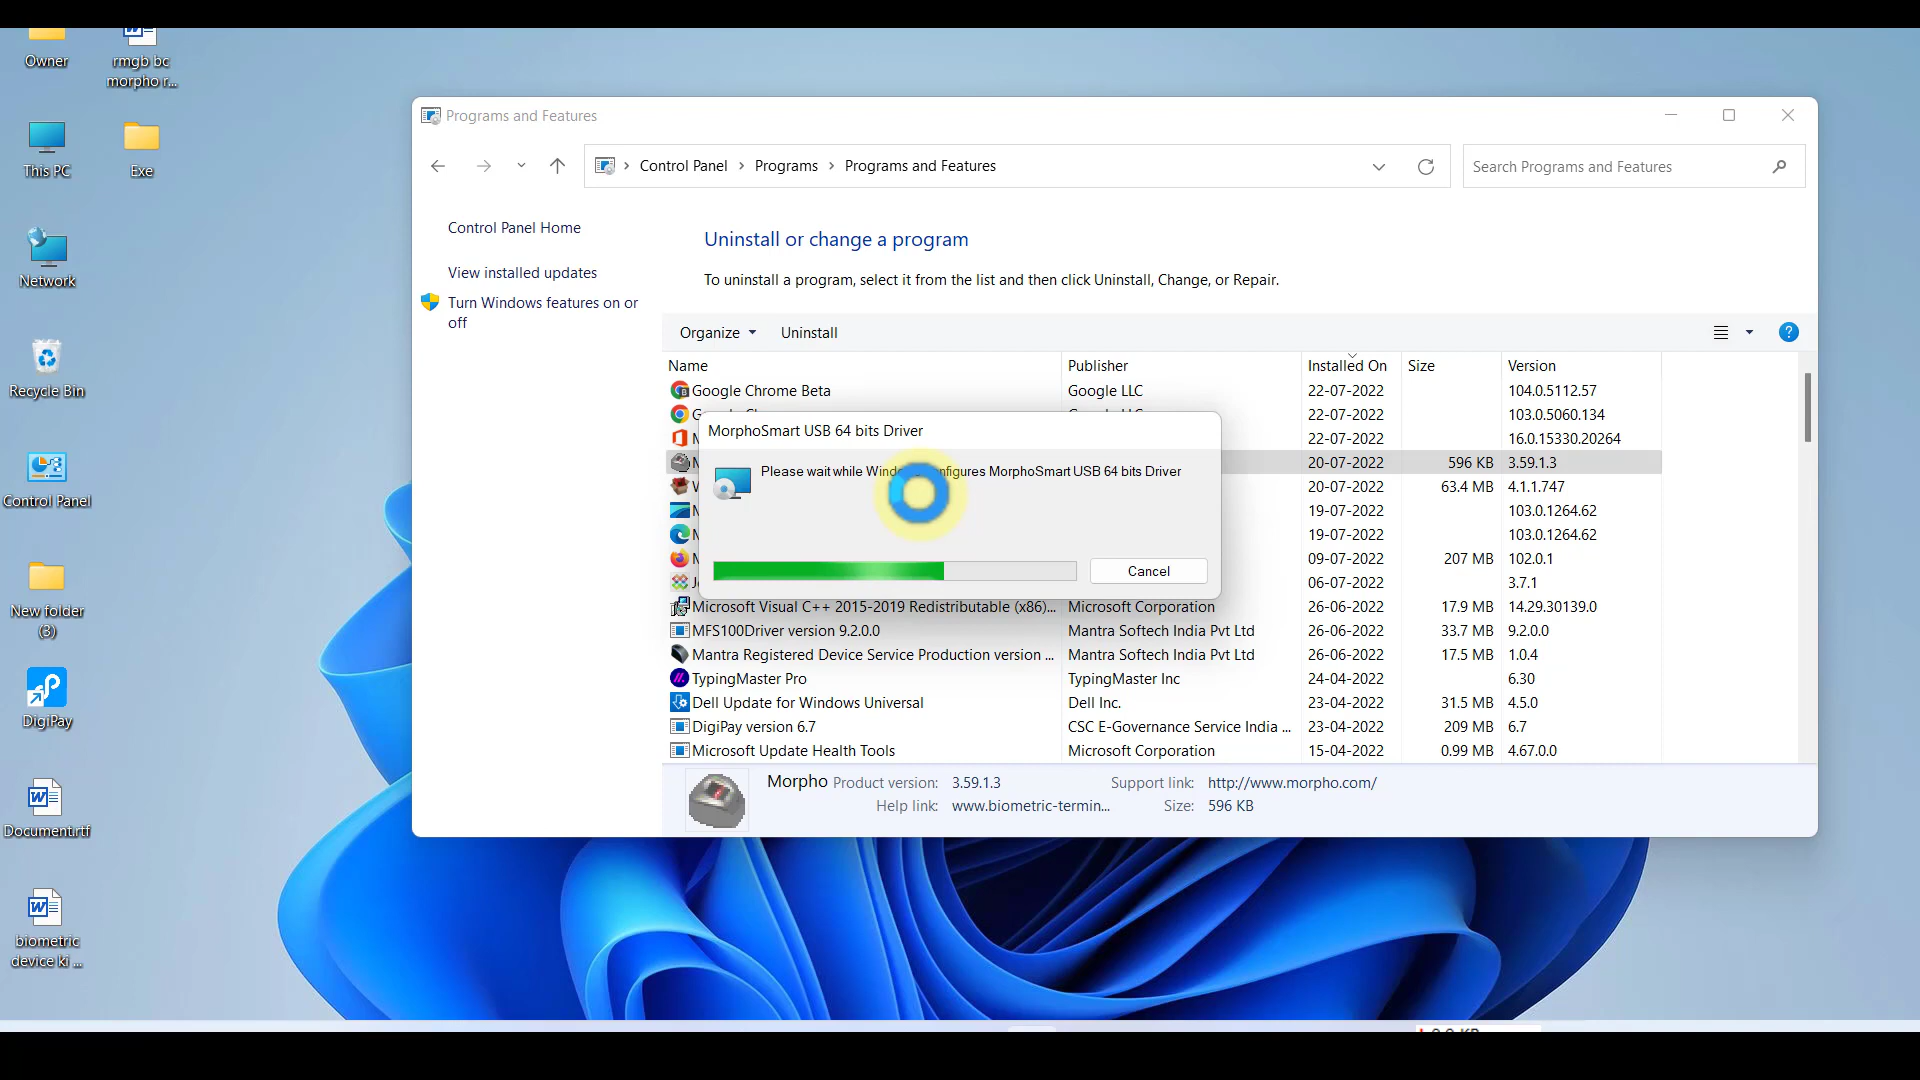 Owner
rmgb bc
morpho r...
This PC
Exe
Network
Recycle Bin
Control Panel
New folder
(3)
DigiPay
Document.rtf
biometric
device ki ...
Programs and Features
Control Panel > Programs > Programs and Features
Search Programs and Features
Control Panel Home
View installed updates
Turn Windows features on or
off
Uninstall or change a program
To uninstall a program, select it from the list and then click Uninstall, Change, or Repair.
Organize Uninstall
Name Publisher Installed On Size Version
Google Chrome Beta Google LLC 22-07-2022 104.0.5112.57
22-07-2022 103.0.5060.134
22-07-2022 16.0.15330.20264
20-07-2022 596 KB 3.59.1.3
20-07-2022 63.4 MB 4.1.1.747
19-07-2022 103.0.1264.62
19-07-2022 103.0.1264.62
09-07-2022 207 MB 102.0.1
06-07-2022 3.7.1
MorphoSmart USB 64 bits Driver
Please wait while Windows configures MorphoSmart USB 64 bits Driver
Cancel
Microsoft Visual C++ 2015-2019 Redistributable (x86)... Microsoft Corporation 26-06-2022 17.9 MB 14.29.30139.0
MFS100Driver version 9.2.0.0 Mantra Softech India Pvt Ltd 26-06-2022 33.7 MB 9.2.0.0
Mantra Registered Device Service Production version ... Mantra Softech India Pvt Ltd 26-06-2022 17.5 MB 1.0.4
TypingMaster Pro TypingMaster Inc 24-04-2022 6.30
Dell Update for Windows Universal Dell Inc. 23-04-2022 31.5 MB 4.5.0
DigiPay version 6.7 CSC E-Governance Service India ... 23-04-2022 209 MB 6.7
Microsoft Update Health Tools Microsoft Corporation 15-04-2022 0.99 MB 4.67.0.0
Morpho Product version: 3.59.1.3 Support link: http://www.morpho.com/
Help link: www.biometric-termin... Size: 596 KB